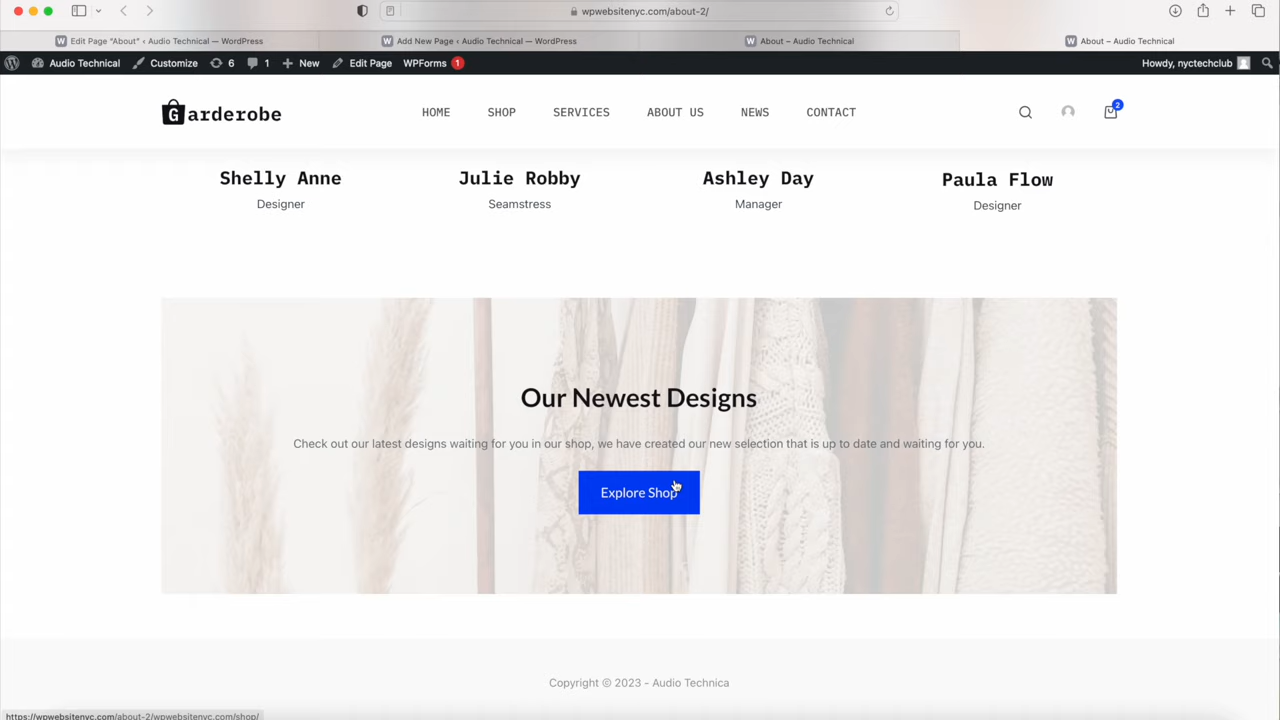 wpwebsitenyc.com/about-2/
Edit Page "About" ‹ Audio Technical — WordPress
Add New Page ‹ Audio Technical — WordPress
About – Audio Technical
About – Audio Technical
Audio Technical Customize 6 1 New Edit Page WPForms 1 Howdy, nyctechclub
Garderobe HOME SHOP SERVICES ABOUT US NEWS CONTACT 2
Shelly Anne Julie Robby Ashley Day Paula Flow
Designer Seamstress Manager Designer
Our Newest Designs
Check out our latest designs waiting for you in our shop, we have created our new selection that is up to date and waiting for you.
Explore Shop
Copyright © 2023 - Audio Technica
https://wpwebsitenyc.com/about-2/wpwebsitenyc.com/shop/